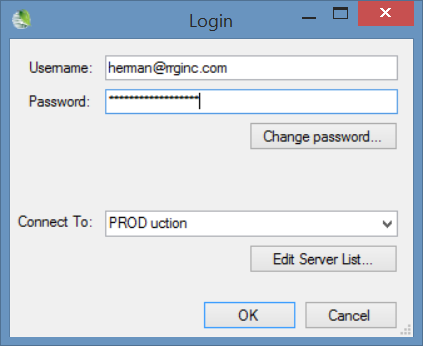 Login
Username: herman@rrginc.com
Password: *******************
Change password...
Connect To: PROD uction
Edit Server List...
OK Cancel